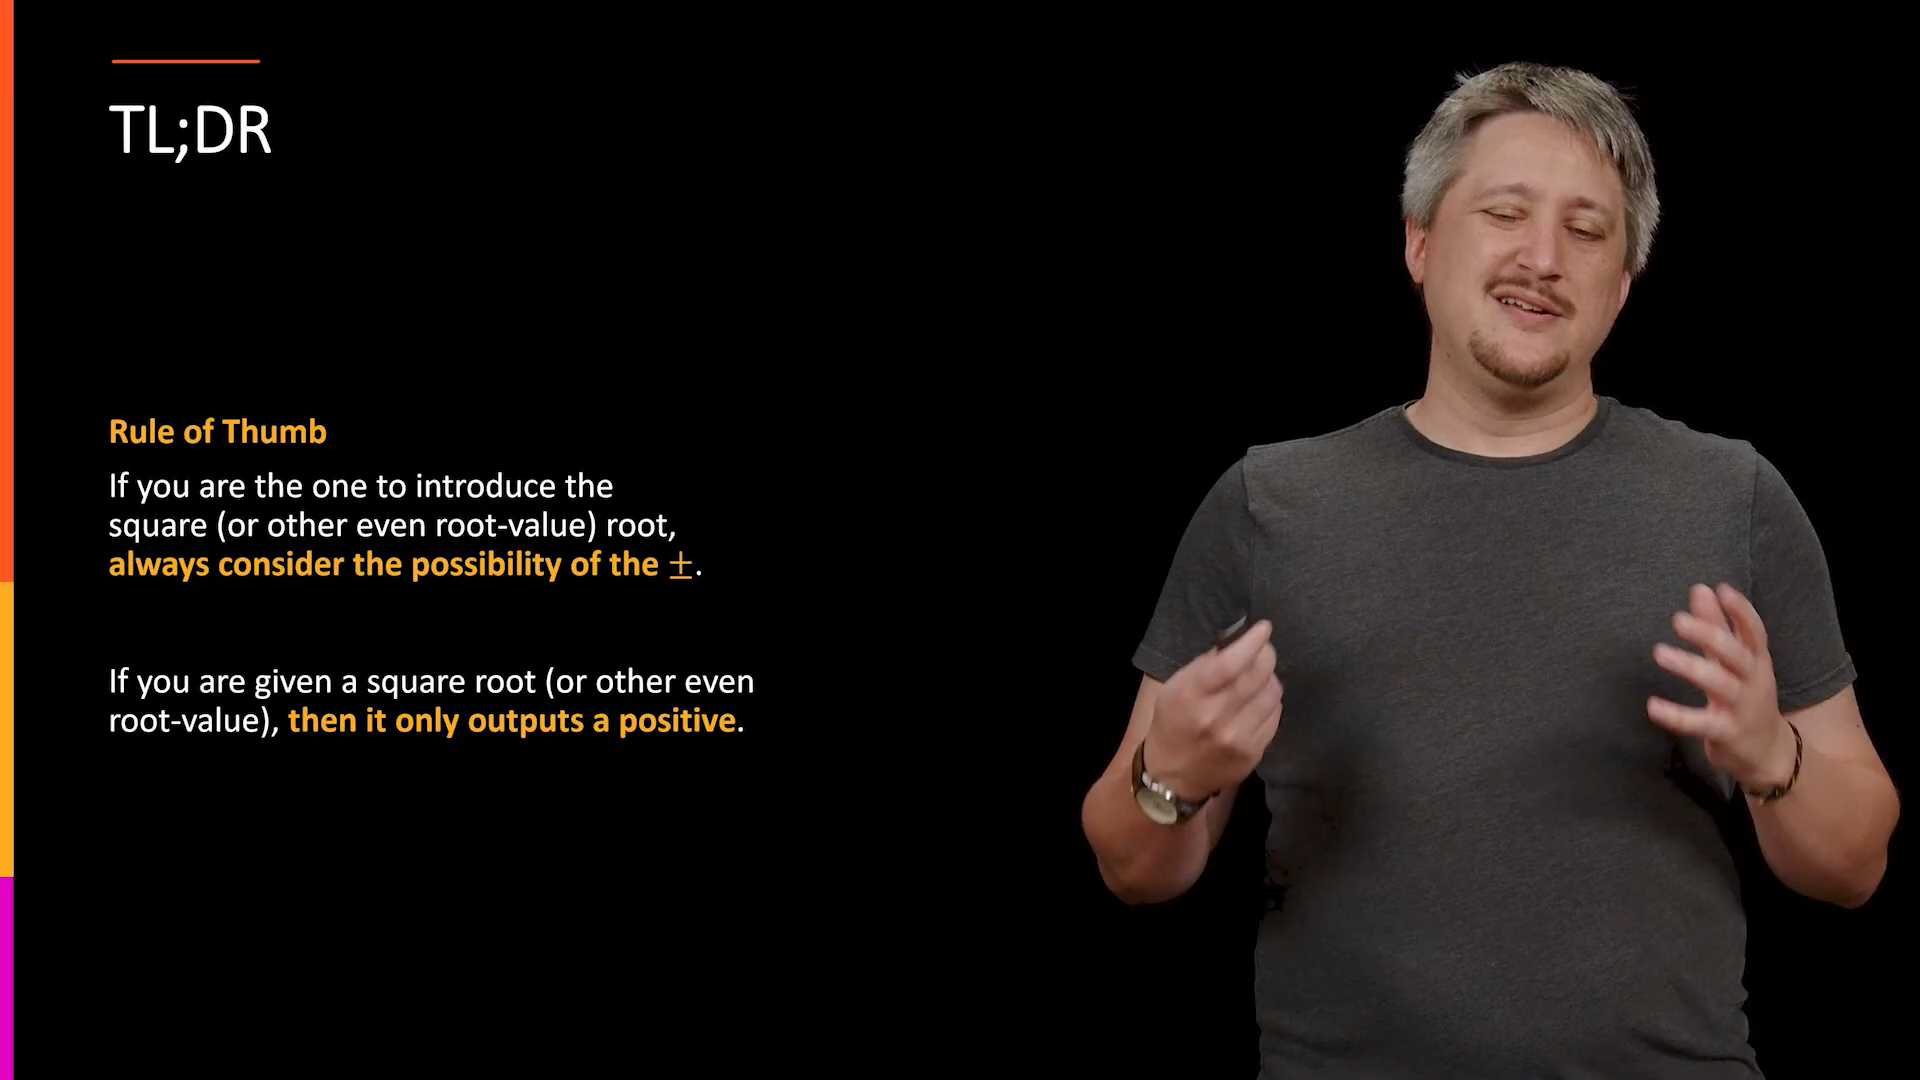 TL;DR
Rule of Thumb
If you are the one to introduce the
square (or other even root-value) root,
always consider the possibility of the ±.
If you are given a square root (or other even
root-value), then it only outputs a positive.